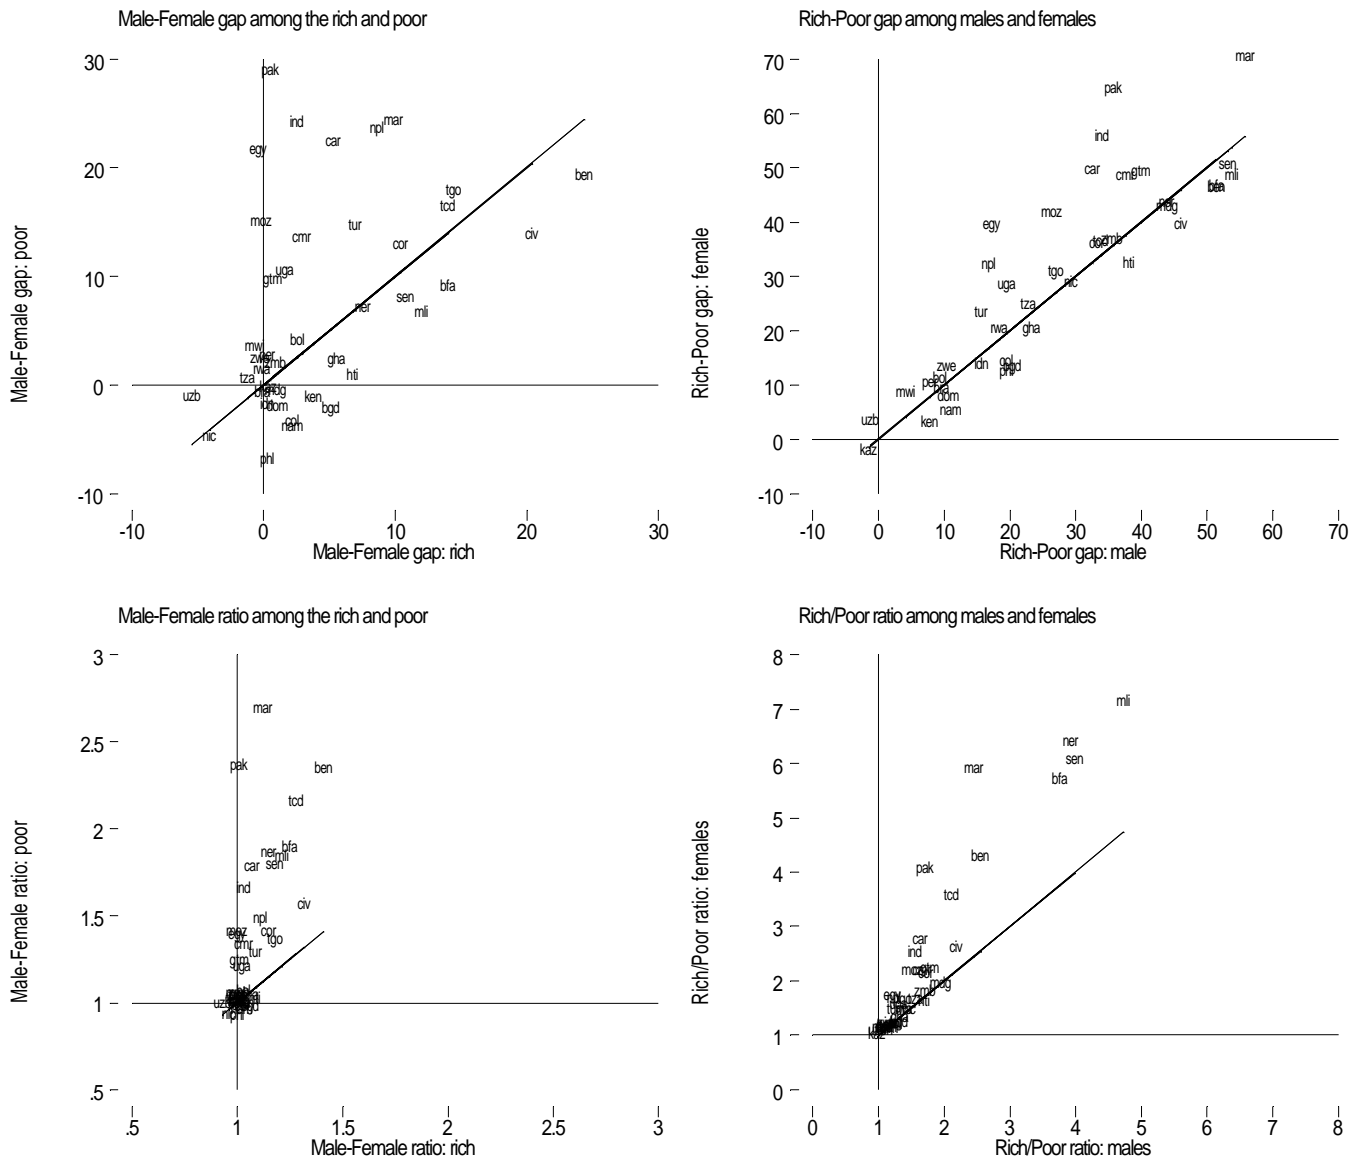 Male-Female gap among the rich and poor
Male-Female gap: poor
30
20
10
0
-10
pak
ind
mar
npl
car
egy
ben
tgo
tcd
moz
tur
cmr
cor
civ
uga
gtm
bfa
sen
ner
mli
bol
gha
zmb
rwa
hti
tza
uzb
ken
bgd
dom
col
nam
nic
phl
-10 0 10 20 30
Male-Female gap: rich
Rich-Poor gap among males and females
Rich-Poor gap: female
70
60
50
40
30
20
10
0
-10
mar
pak
ind
car
cmr
gtm
sen
mli
ben
moz
mdg
egy
civ
zmb
npl
tgo
hti
uga
nic
tza
tur
rwa
gha
zwe
idn
mwi
dom
nam
uzb
ken
kaz
-10 0 10 20 30 40 50 60 70
Rich-Poor gap: male
Male-Female ratio among the rich and poor
Male-Female ratio: poor
3
2.5
2
1.5
1
.5
mar
pak
ben
tcd
bfa
ner
mli
sen
car
ind
civ
npl
cor
tgo
cmr
tur
gtm
uga
.5 1 1.5 2 2.5 3
Male-Female ratio: rich
Rich/Poor ratio among males and females
Rich/Poor ratio: females
8
7
6
5
4
3
2
1
0
mli
ner
sen
mar
bfa
ben
pak
tcd
car
civ
ind
gtm
mdg
egy
0 1 2 3 4 5 6 7 8
Rich/Poor ratio: males